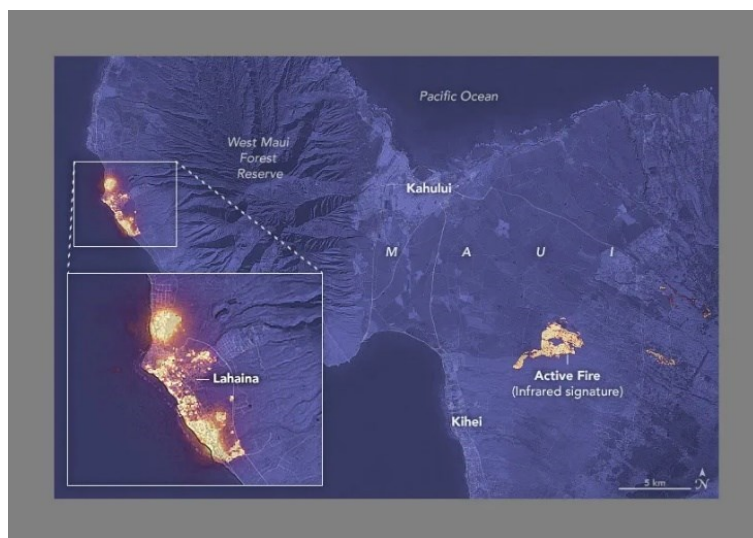 Pacific Ocean
West Maui
Forest
Reserve
Kahului
M A U I
Lahaina
Active Fire
(Infrared signature)
Kihei
5 km
N